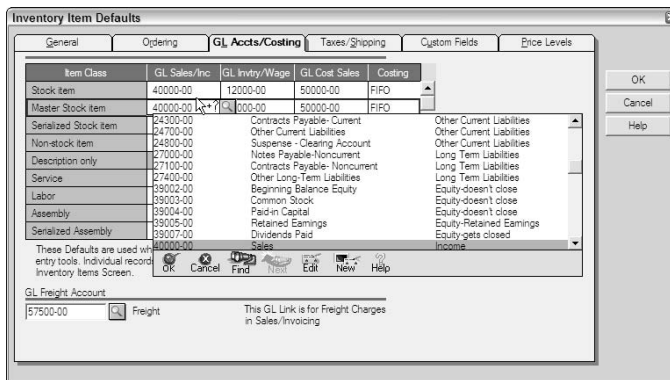 Inventory Item Defaults
General Ordering GL Accts/Costing Taxes/Shipping Custom Fields Price Levels
Item Class GL Sales/Inc GL Invtry/Wage GL Cost Sales Costing
Stock item 40000-00 12000-00 50000-00 FIFO
Master Stock item 40000-00 000-00 50000-00 FIFO
Serialized Stock item
Non-stock item
Description only
Service
Labor
Assembly
Serialized Assembly
24300-00 Contracts Payable- Current Other Current Liabilities
24700-00 Other Current Liabilities Other Current Liabilities
24800-00 Suspense - Clearing Account Other Current Liabilities
27000-00 Notes Payable-Noncurrent Long Term Liabilities
27100-00 Contracts Payable- Noncurrent Long Term Liabilities
27400-00 Other Long-Term Liabilities Long Term Liabilities
39002-00 Beginning Balance Equity Equity-doesn't close
39003-00 Common Stock Equity-doesn't close
39004-00 Paid-in Capital Equity-doesn't close
39005-00 Retained Earnings Equity-Retained Earnings
39007-00 Dividends Paid Equity-gets closed
40000-00 Sales Income
OK Cancel Find Next Edit New Help
These Defaults are used wh
entry tools. Individual record
Inventory Items Screen.
GL Freight Account
57500-00 Freight
This GL Link is for Freight Charges
in Sales/Invoicing
OK
Cancel
Help